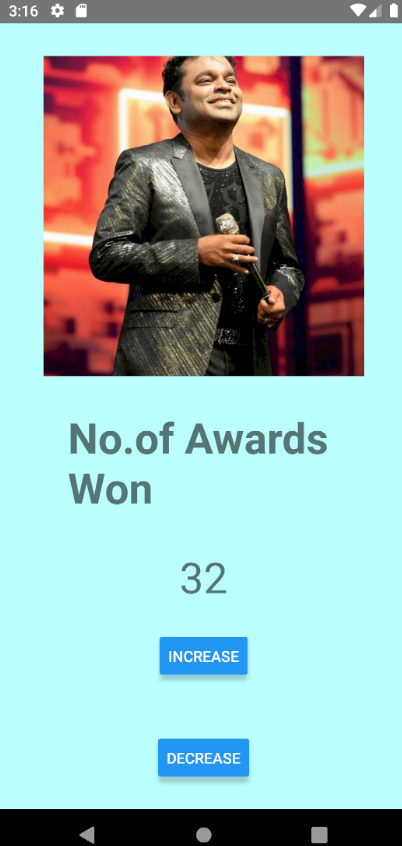 3:16
No.of Awards
Won
32
INCREASE
DECREASE